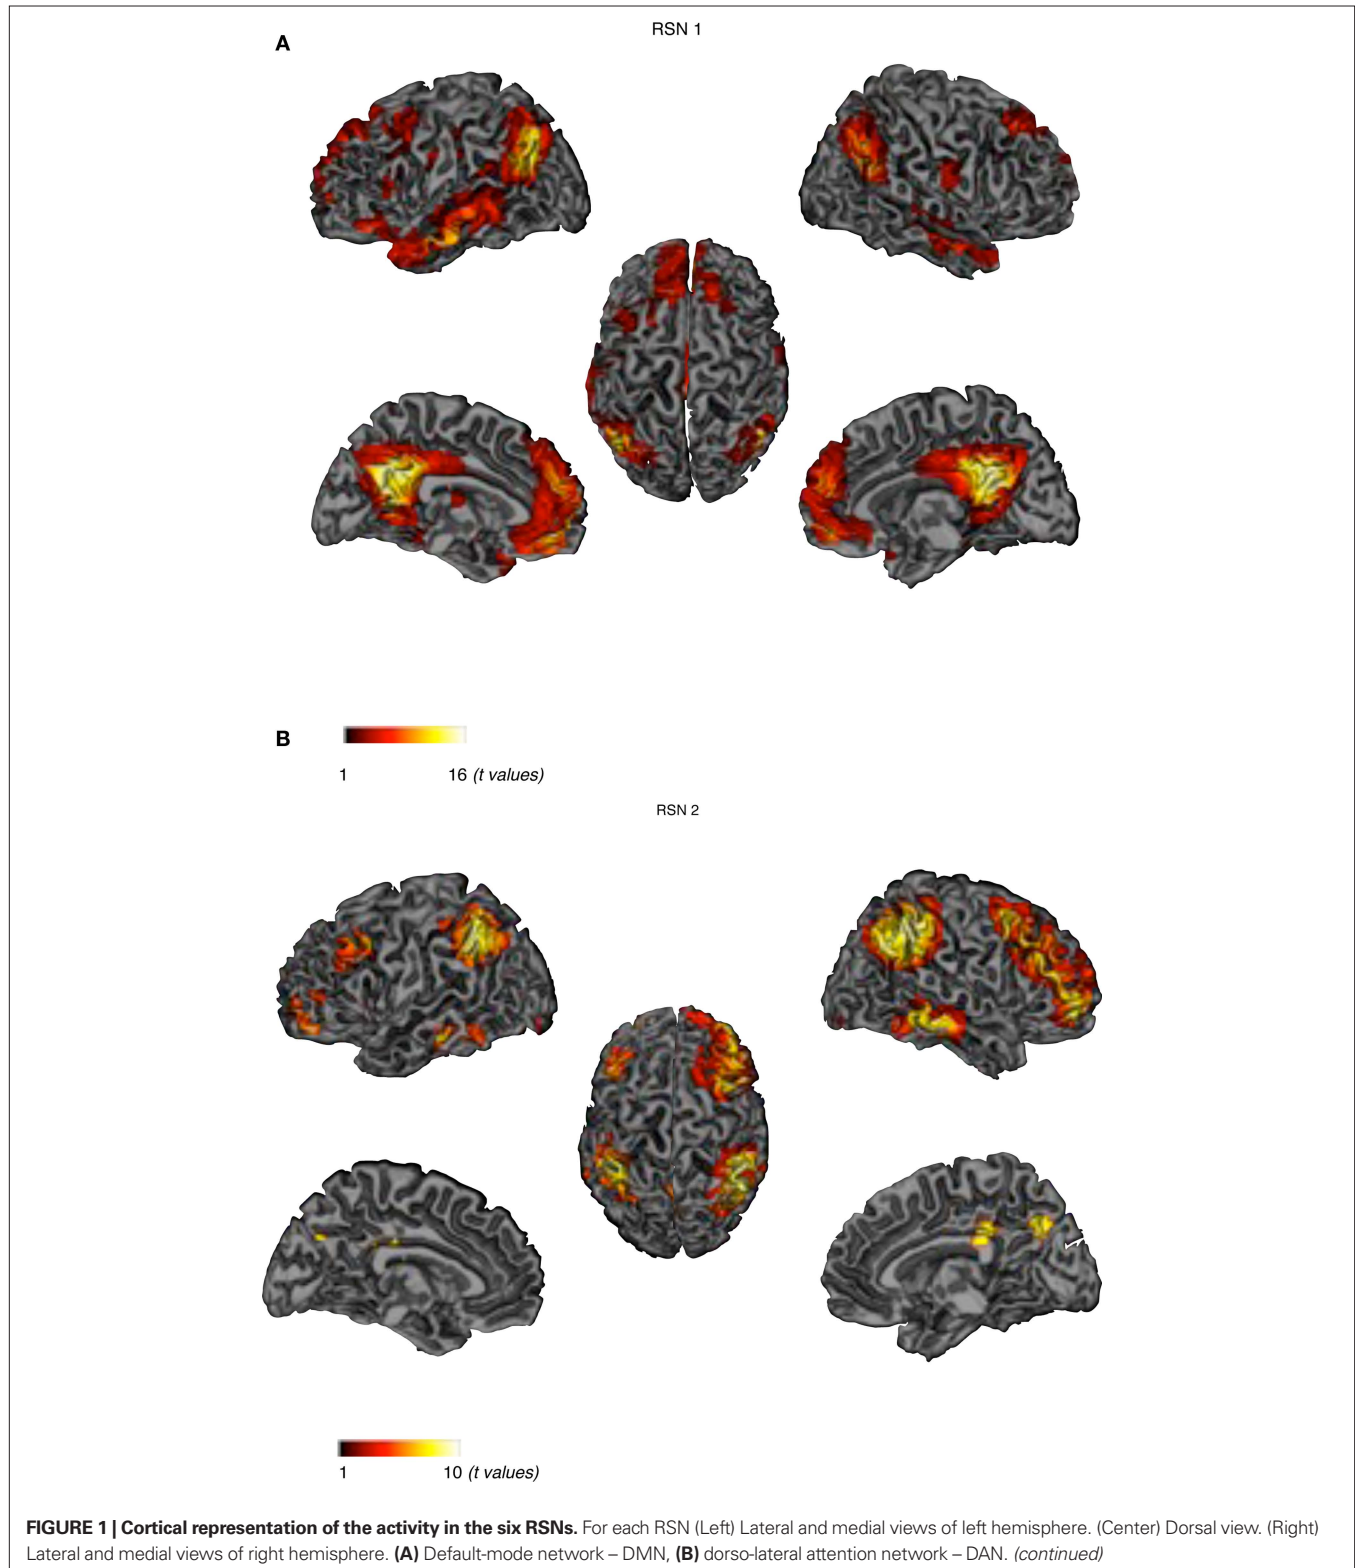 RSN 1
A
B
1 16 (t values)
RSN 2
1 10 (t values)
FIGURE 1 | Cortical representation of the activity in the six RSNs. For each RSN (Left) Lateral and medial views of left hemisphere. (Center) Dorsal view. (Right)
Lateral and medial views of right hemisphere. (A) Default-mode network – DMN, (B) dorso-lateral attention network – DAN. (continued)